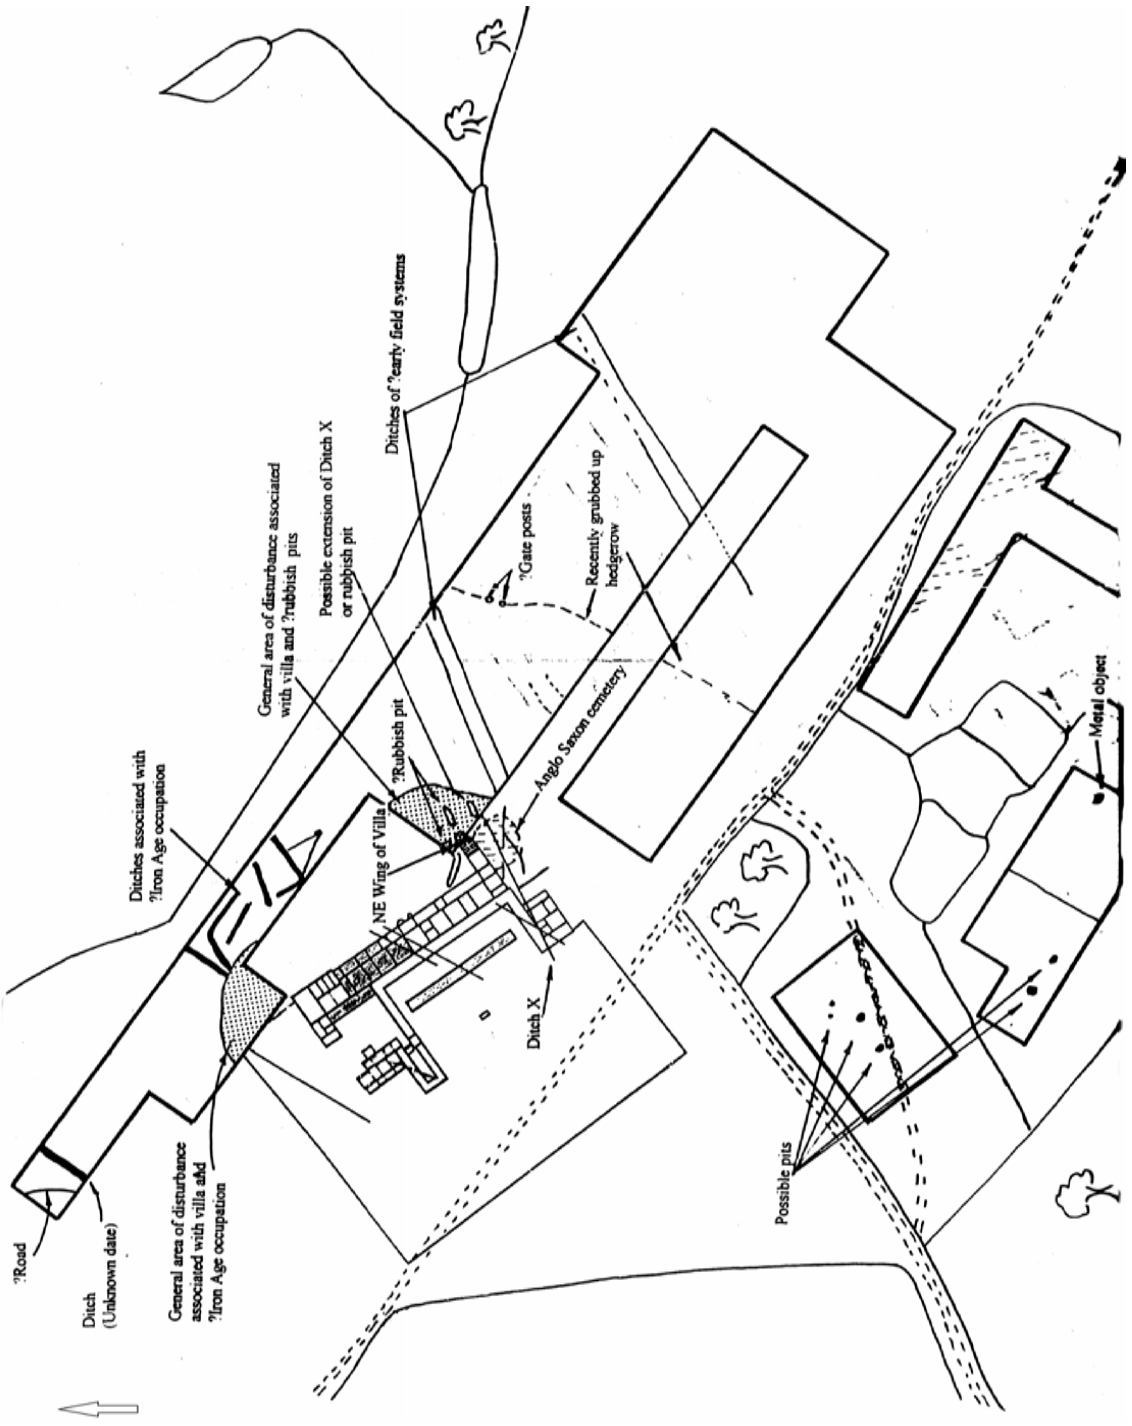 ?Road
Ditch
(Unknown date)
General area of disturbance
associated with villa and
?Iron Age occupation
Ditches associated with
?Iron Age occupation
General area of disturbance associated
with villa and ?rubbish pits
Possible extension of Ditch X
or rubbish pit
Ditches of ?early field systems
NE Wing of Villa
?Rubbish pit
?Gate posts
Recently grubbed up
hedgerow
Anglo Saxon cemetery
Ditch X
Possible pits
Metal object